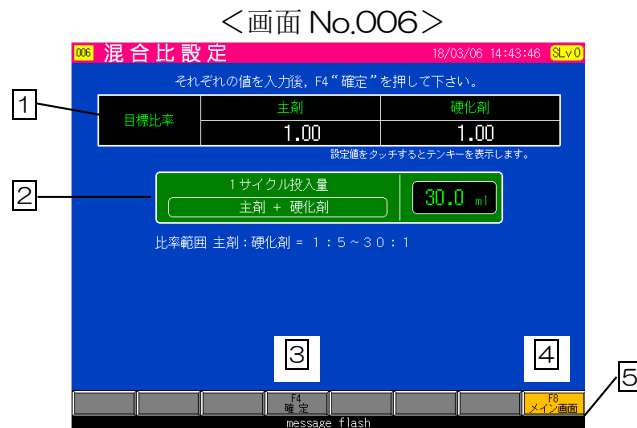 ＜画面 No.006＞
006 混合比設定 18/03/06 14:43:46 SLv0
それぞれの値を入力後，F4“確定”を押して下さい。
1
目標比率 主剤 硬化剤
1.00 1.00
設定値をタッチするとテンキーを表示します。
2
1サイクル投入量
主剤 + 硬化剤 30.0 ml
比率範囲 主剤：硬化剤 = 1：5～30：1
3 4
5
F4 F8
確定 メイン画面
message flash